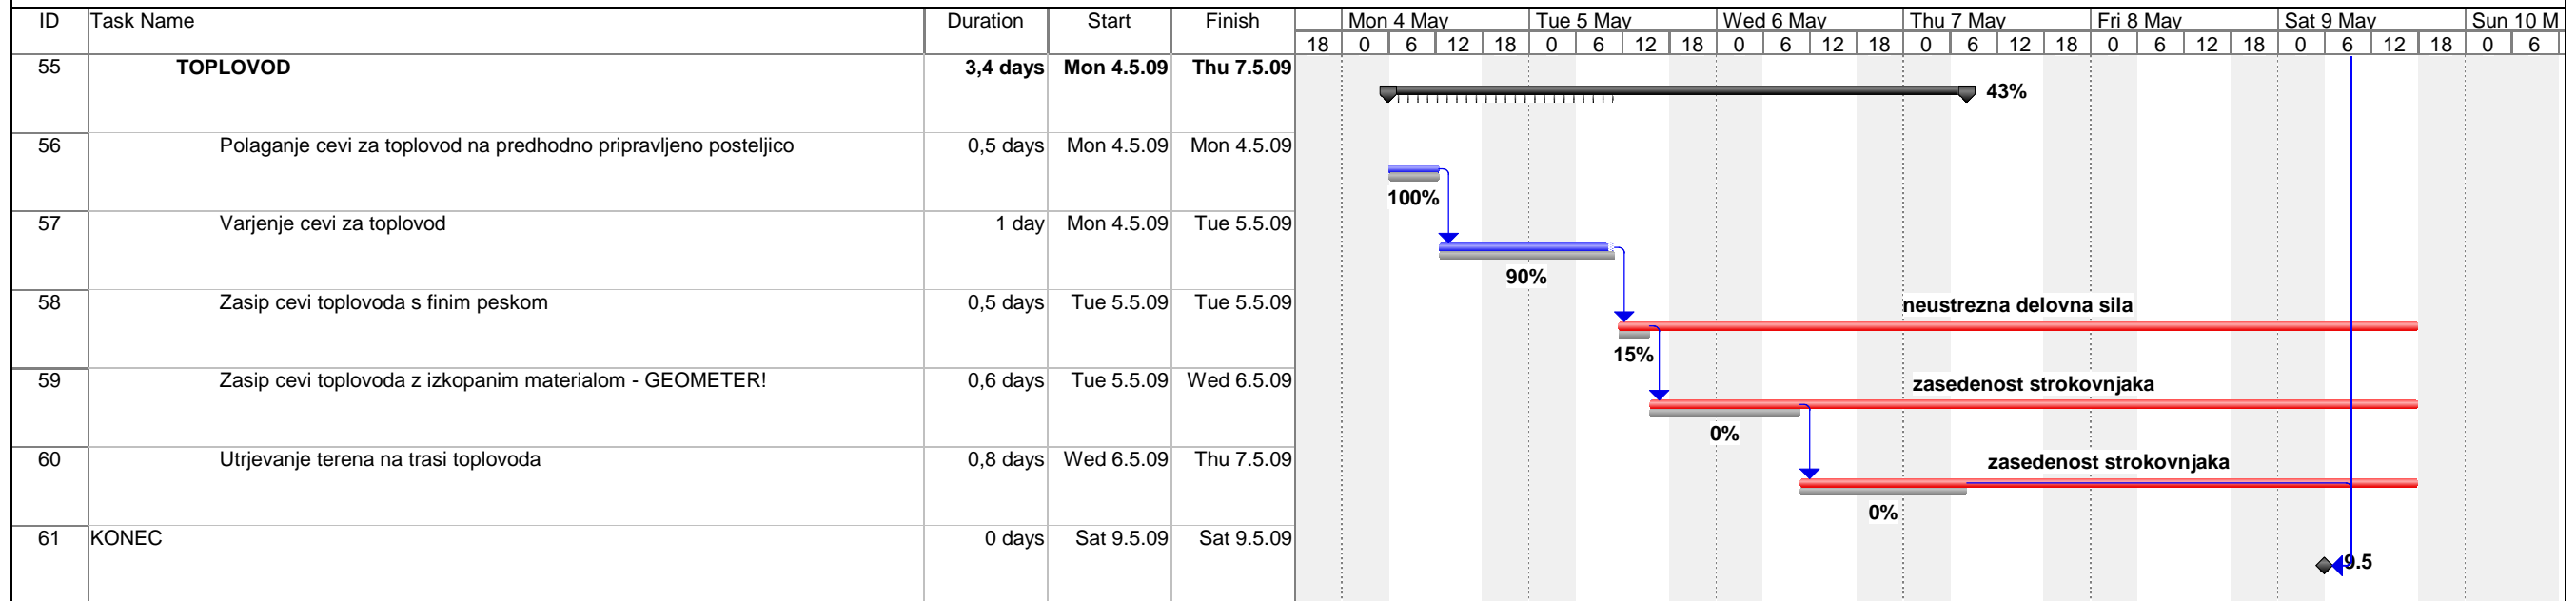 ID Task Name Duration Start Finish Mon 4 May Tue 5 May Wed 6 May Thu 7 May Fri 8 May Sat 9 May Sun 10 M
18 0 6 12 18 0 6 12 18 0 6 12 18 0 6 12 18 0 6 12 18 0 6 12 18 0 6
55 TOPLOVOD 3,4 days Mon 4.5.09 Thu 7.5.09
43%
56 Polaganje cevi za toplovod na predhodno pripravljeno posteljico 0,5 days Mon 4.5.09 Mon 4.5.09
100%
57 Varjenje cevi za toplovod 1 day Mon 4.5.09 Tue 5.5.09
90%
58 Zasip cevi toplovoda s finim peskom 0,5 days Tue 5.5.09 Tue 5.5.09
neustrezna delovna sila
15%
59 Zasip cevi toplovoda z izkopanim materialom - GEOMETER! 0,6 days Tue 5.5.09 Wed 6.5.09
zasedenost strokovnjaka
0%
60 Utrjevanje terena na trasi toplovoda 0,8 days Wed 6.5.09 Thu 7.5.09
zasedenost strokovnjaka
0%
61 KONEC 0 days Sat 9.5.09 Sat 9.5.09
9.5